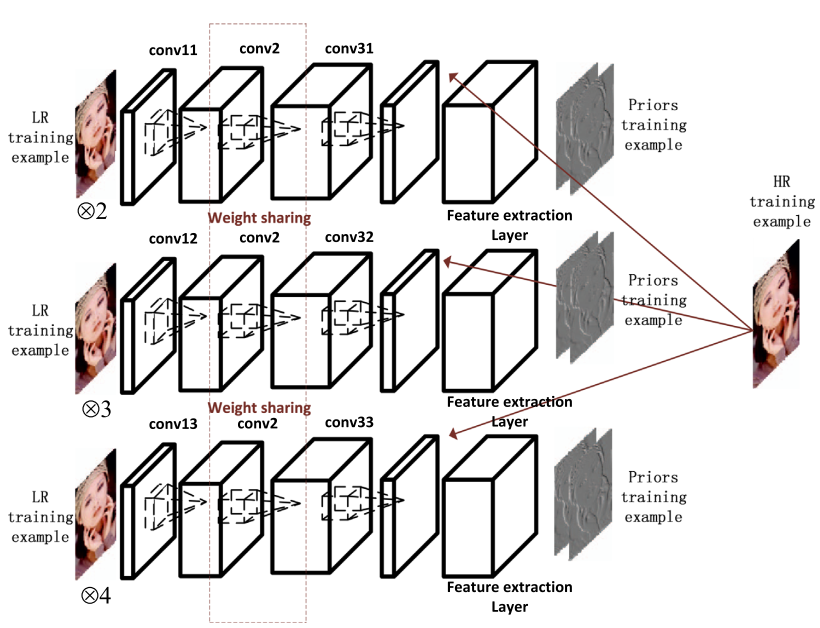 conv11 conv2 conv31
LR
training
example
Priors
training
example
⊗2
HR
training
example
Weight sharing
Feature extraction
Layer
conv12 conv2 conv32
LR
training
example
Priors
training
example
⊗3
Weight sharing
Feature extraction
Layer
conv13 conv2 conv33
LR
training
example
Priors
training
example
⊗4
Feature extraction
Layer